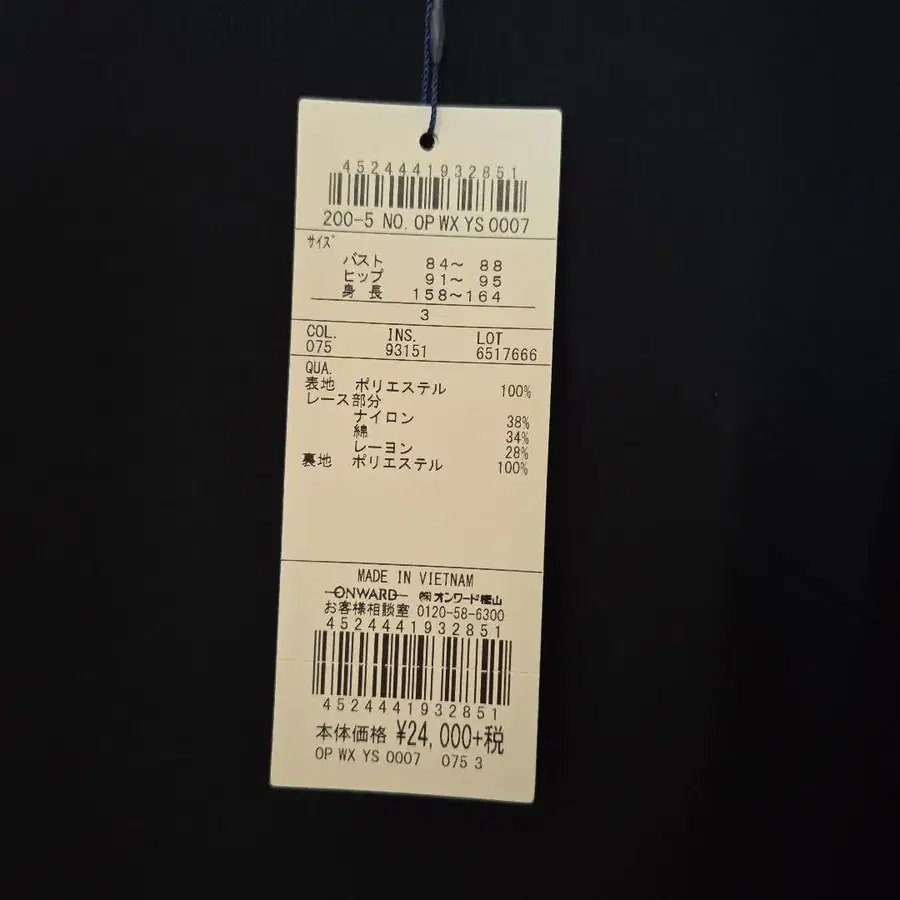 4524441932851
200-5 NO. OP WX YS 0007
サイズ
バスト 84～ 88
ヒップ 91～ 95
身長 158～164
3
COL. INS. LOT
075 93151 6517666
QUA.
表地 ポリエステル 100%
レース部分
ナイロン 38%
綿 34%
レーヨン 28%
裏地 ポリエステル 100%
MADE IN VIETNAM
ONWARD ㈱オンワード樫山
お客様相談室 0120-58-6300
4524441932851
4524441932851
本体価格 ¥24,000+税
OP WX YS 0007 075 3